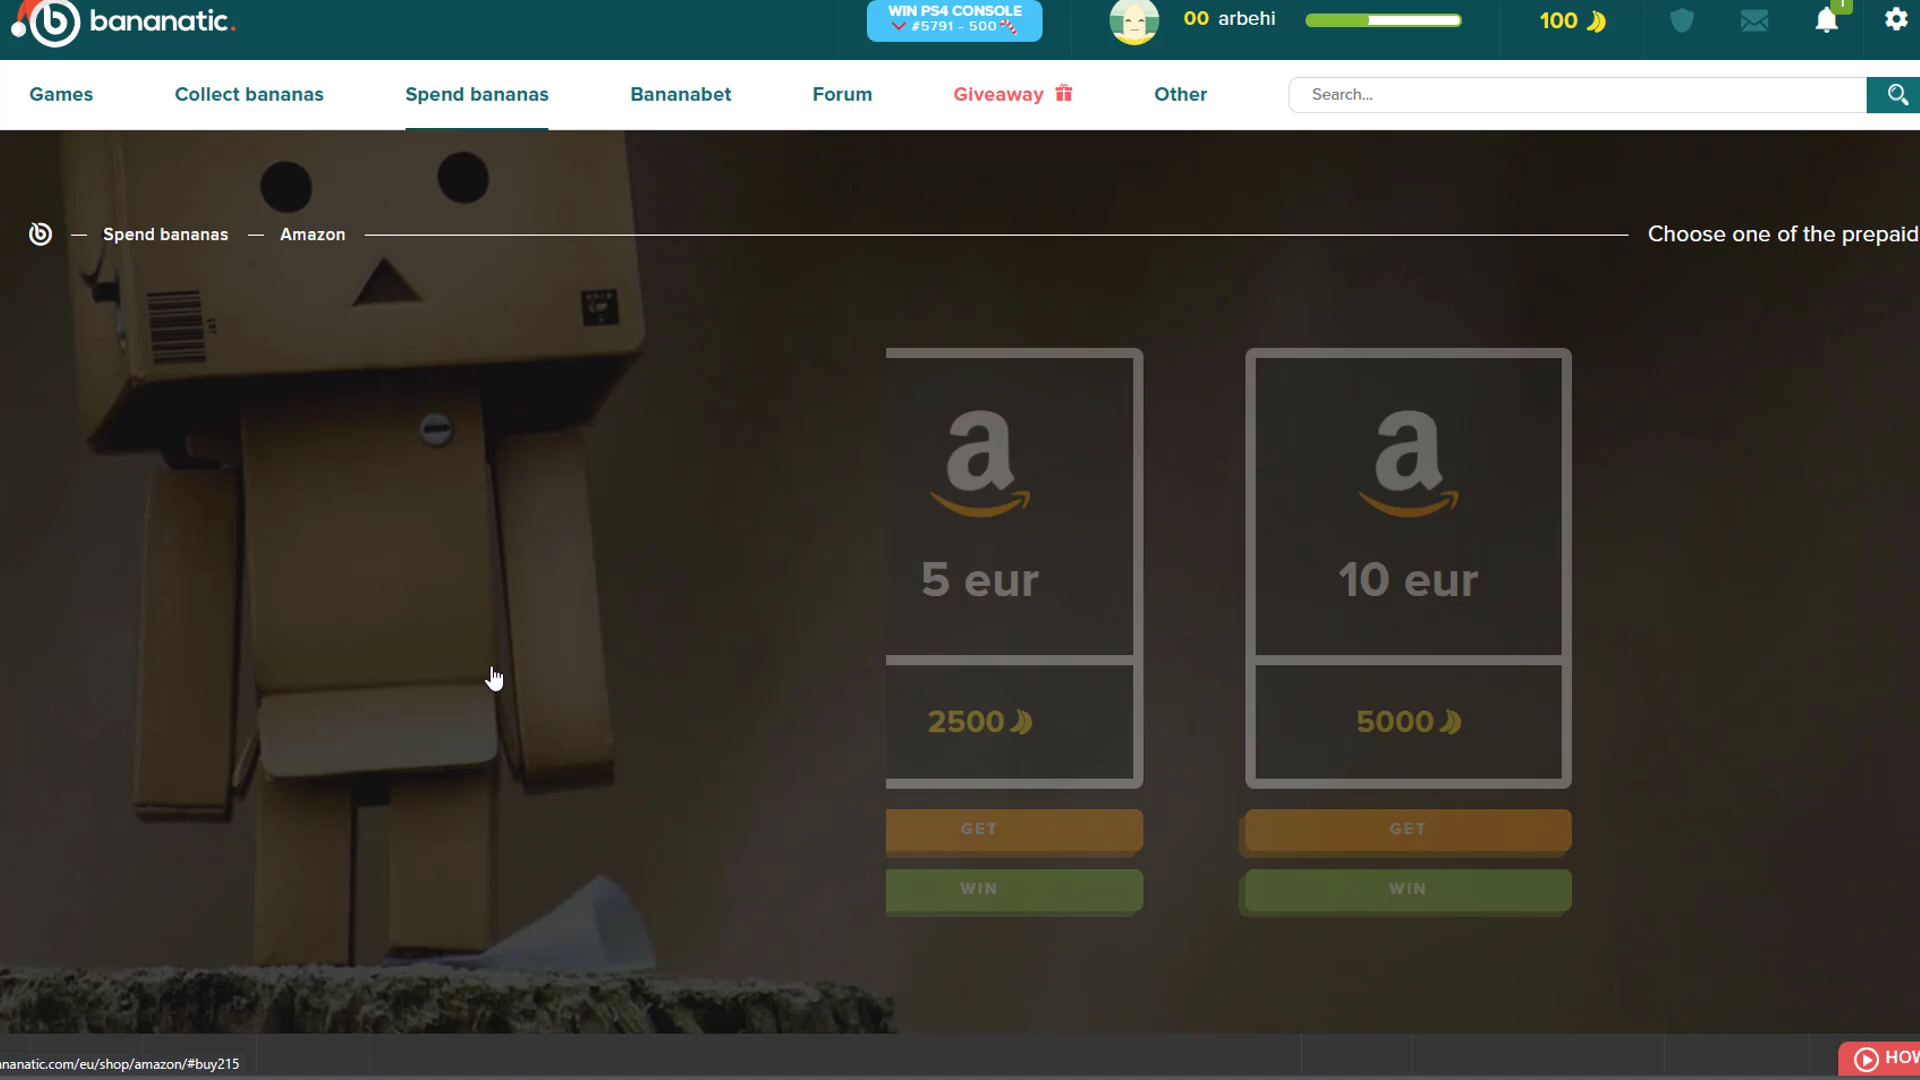 bananatic.
WIN PS4 CONSOLE
#5791 - 500
00 arbehi
100
1
Games
Collect bananas
Spend bananas
Bananabet
Forum
Giveaway
Other
Search...
Spend bananas — Amazon
Choose one of the prepaid
5 eur
10 eur
2500
5000
GET
GET
WIN
WIN
nanatic.com/eu/shop/amazon/#buy215
HOW